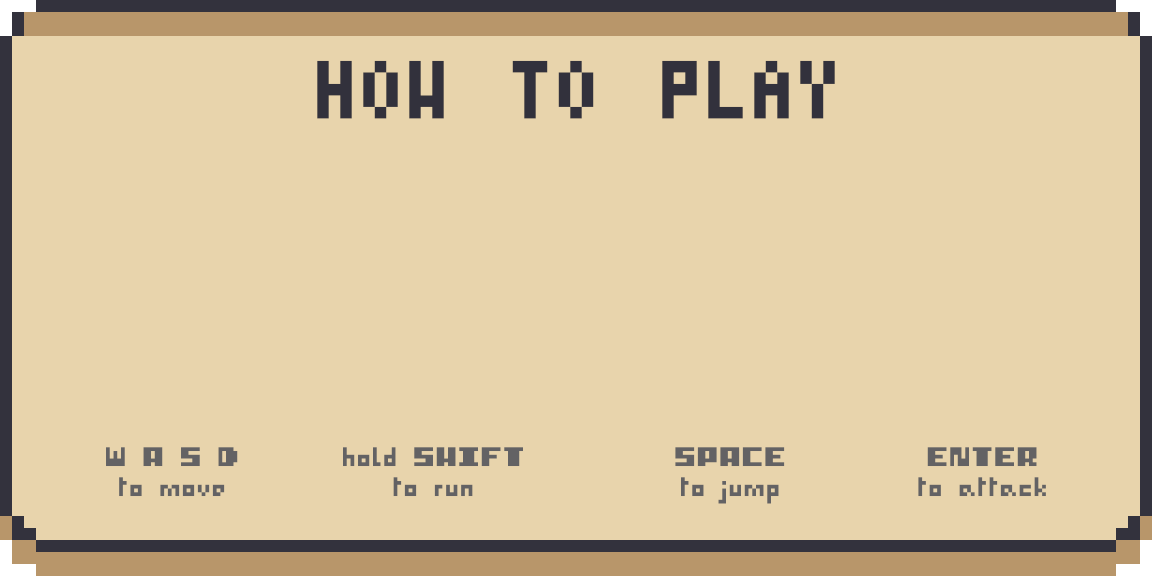 HOW TO PLAY
W A S D
to move
hold SHIFT
to run
SPACE
to jump
ENTER
to attack